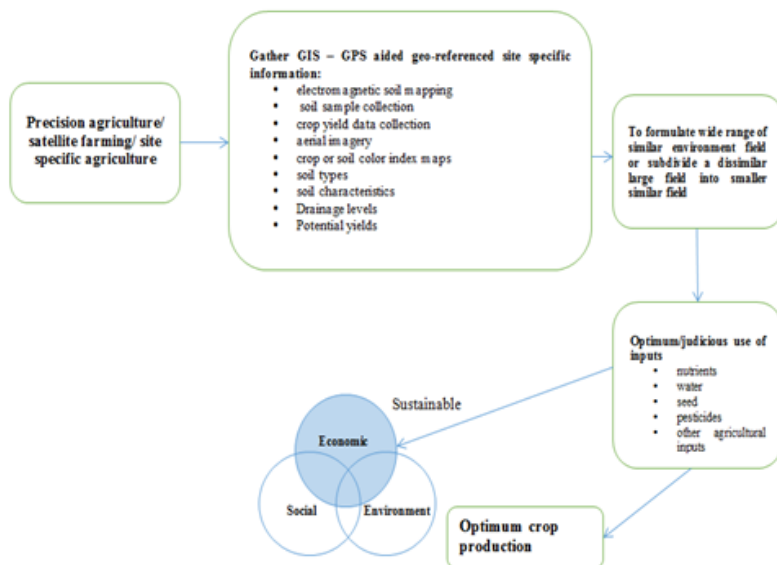 Precision agriculture/
satellite farming/ site
specific agriculture
Gather GIS – GPS aided geo-referenced site specific
information:
• electromagnetic soil mapping
• soil sample collection
• crop yield data collection
• aerial imagery
• crop or soil color index maps
• soil types
• soil characteristics
• Drainage levels
• Potential yields
To formulate wide range of
similar environment field
or subdivide a dissimilar
large field into smaller
similar field
Optimum/judicious use of
inputs
• nutrients
• water
• seed
• pesticides
• other agricultural
inputs
Sustainable
Economic
Social
Environment
Optimum crop
production